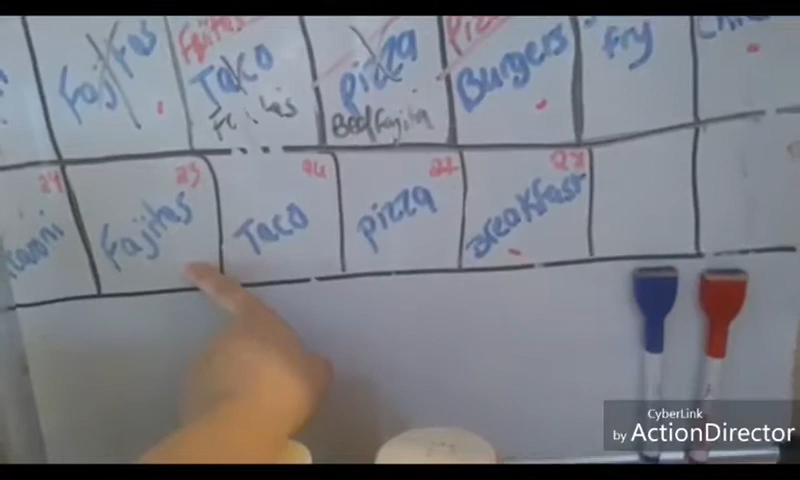 Fajitas
Fajitas
Taco
Fajitas
pizza
Beef Fajita
Burgers
fry
24
25
Fajitas
26
Taco
27
pizza
28
Breakfast
CyberLink
by ActionDirector